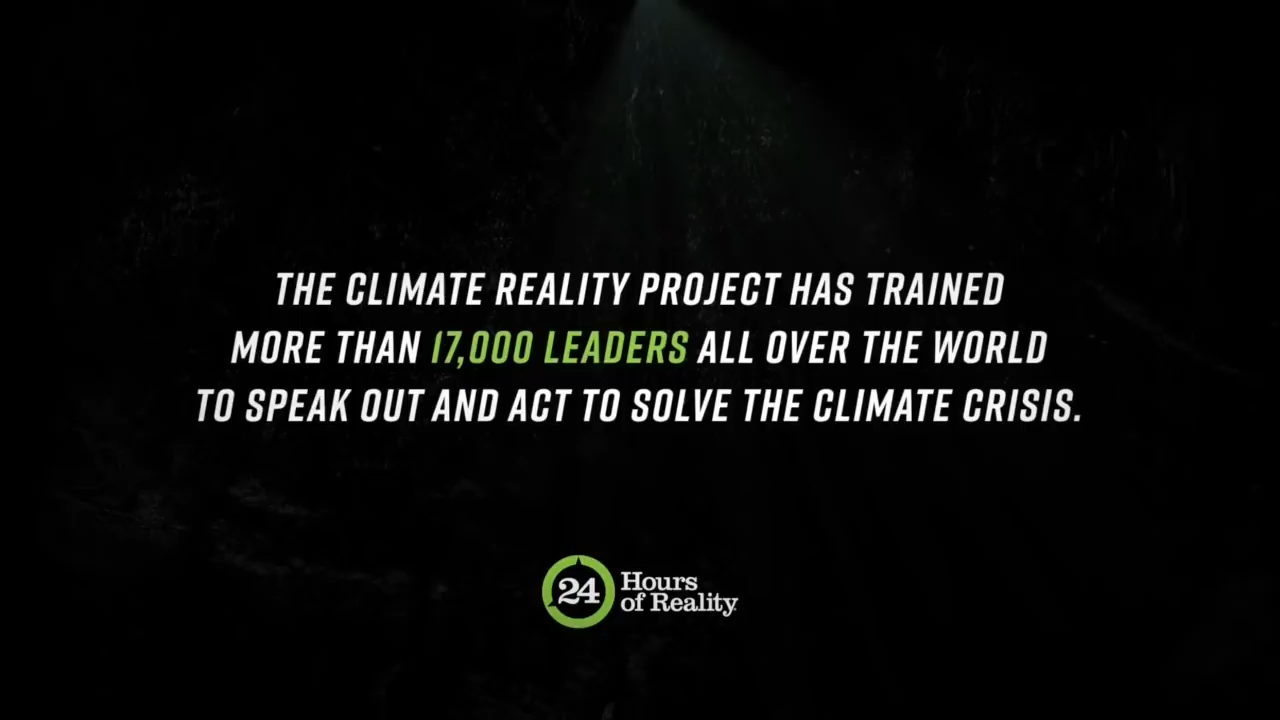 THE CLIMATE REALITY PROJECT HAS TRAINED
MORE THAN 17,000 LEADERS ALL OVER THE WORLD
TO SPEAK OUT AND ACT TO SOLVE THE CLIMATE CRISIS.
24 Hours
of Reality